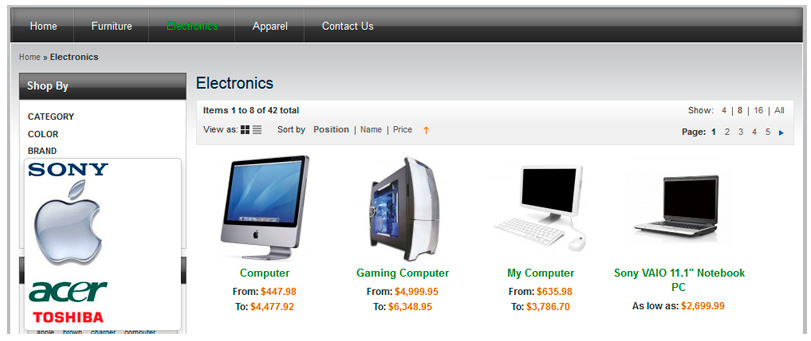 Home Furniture Electronics Apparel Contact Us
Home » Electronics
Shop By
CATEGORY
COLOR
BRAND
SONY
acer
TOSHIBA
apple brown charger computer
Electronics
Items 1 to 8 of 42 total
Show: 4 | 8 | 16 | All
View as: Sort by Position | Name | Price
Page: 1 2 3 4 5
Computer
From: $447.98
To: $4,477.92
Gaming Computer
From: $4,999.95
To: $6,348.95
My Computer
From: $635.98
To: $3,786.70
Sony VAIO 11.1" Notebook
PC
As low as: $2,699.99